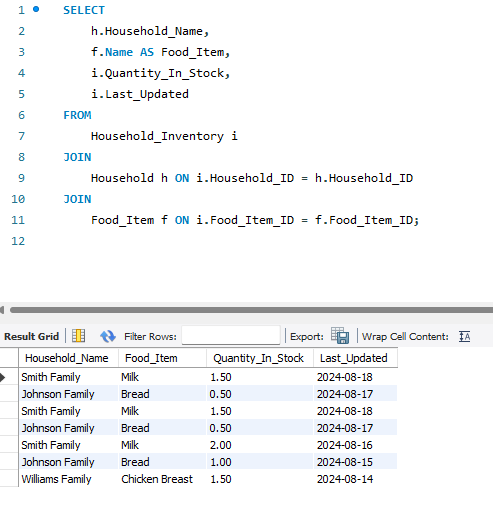 1 SELECT
2 h.Household_Name,
3 f.Name AS Food_Item,
4 i.Quantity_In_Stock,
5 i.Last_Updated
6 FROM
7 Household_Inventory i
8 JOIN
9 Household h ON i.Household_ID = h.Household_ID
10 JOIN
11 Food_Item f ON i.Food_Item_ID = f.Food_Item_ID;
12
Result Grid Filter Rows: Export: Wrap Cell Content:
Household_Name Food_Item Quantity_In_Stock Last_Updated
Smith Family Milk 1.50 2024-08-18
Johnson Family Bread 0.50 2024-08-17
Smith Family Milk 1.50 2024-08-18
Johnson Family Bread 0.50 2024-08-17
Smith Family Milk 2.00 2024-08-16
Johnson Family Bread 1.00 2024-08-15
Williams Family Chicken Breast 1.50 2024-08-14